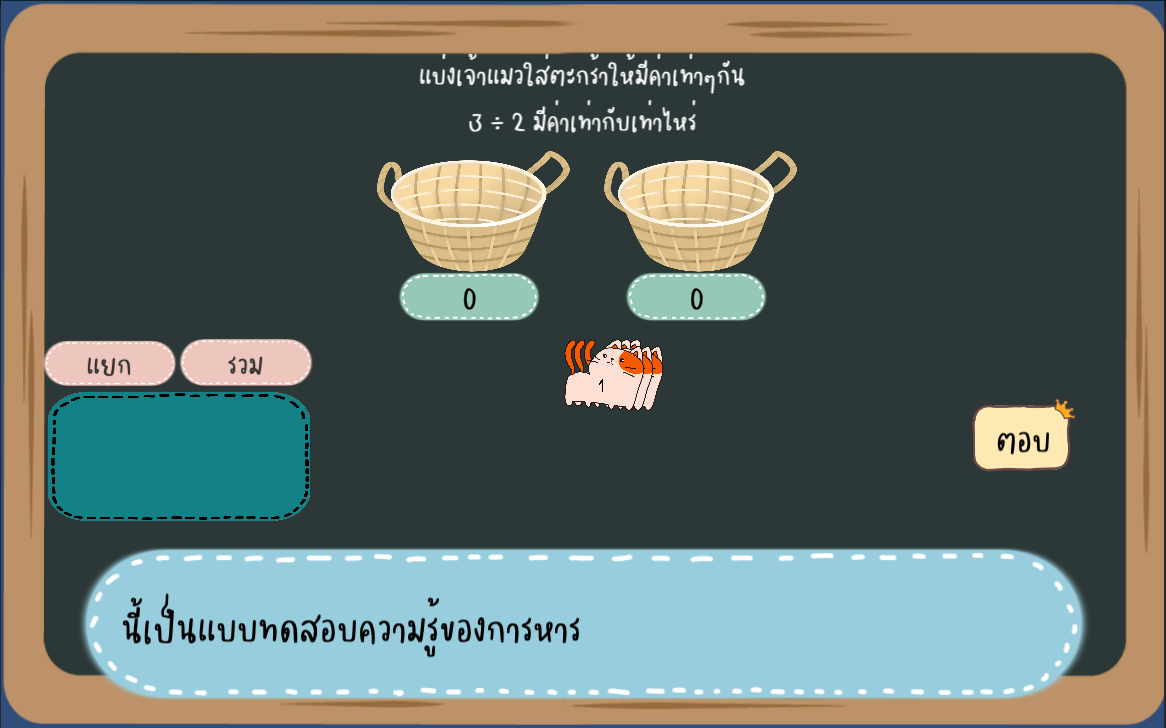 แบ่งเจ้าแมวใส่ตะกร้าให้มีค่าเท่าๆกัน
3 ÷ 2 มีค่าเท่ากับเท่าไหร่
0 0
แยก รวม
1
ตอบ
นี้เป็นแบบทดสอบความรู้ของการหาร